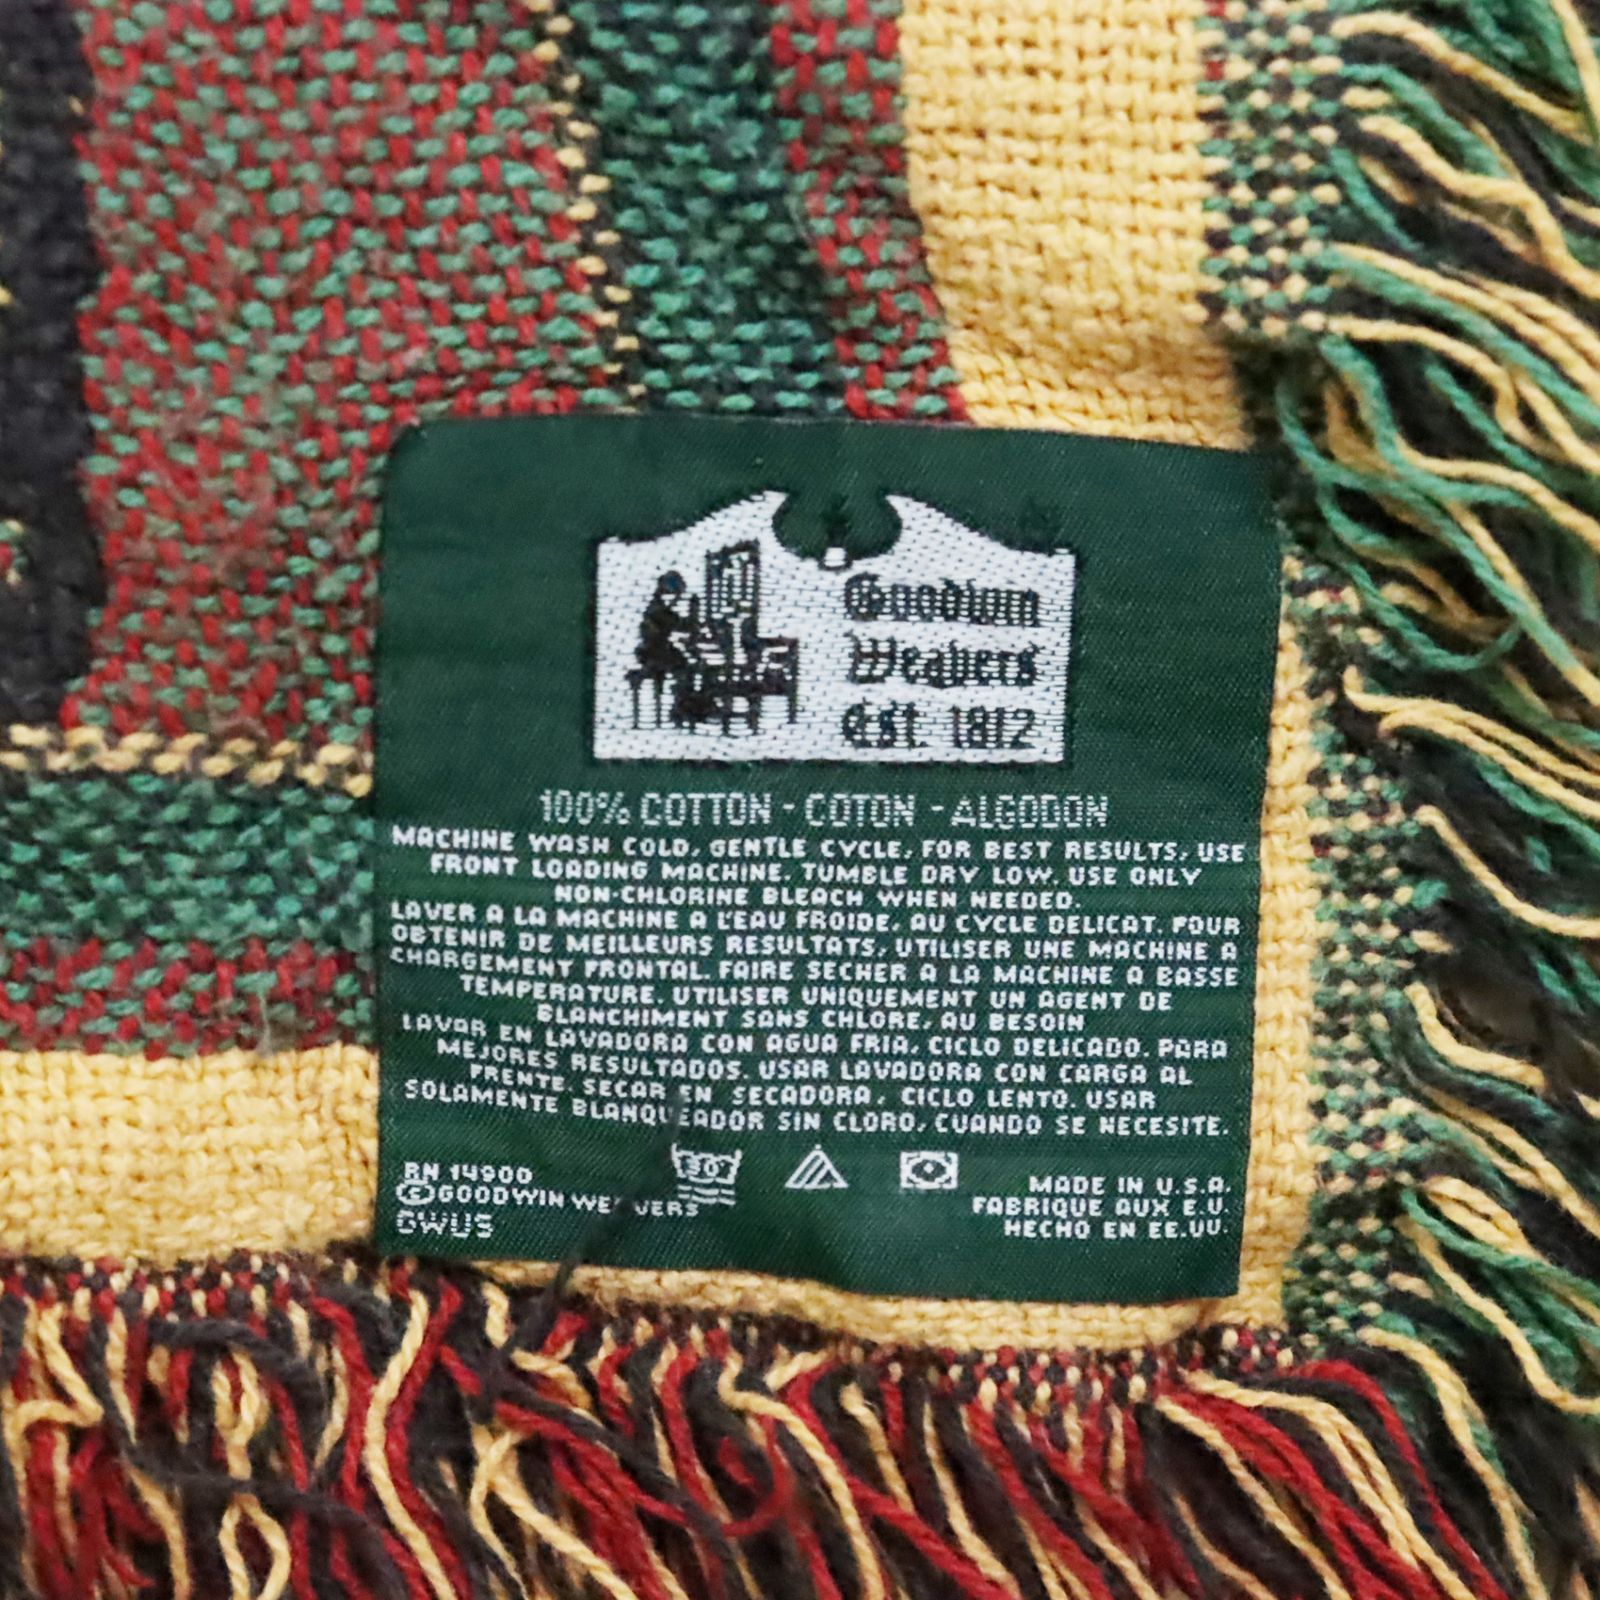 Goodwin
Weavers
Est. 1812
100% COTTON - COTON - ALGODON
MACHINE WASH COLD, GENTLE CYCLE, FOR BEST RESULTS, USE
FRONT LOADING MACHINE. TUMBLE DRY LOW. USE ONLY
NON-CHLORINE BLEACH WHEN NEEDED.
LAVER A LA MACHINE A L'EAU FROIDE, AU CYCLE DELICAT. POUR
OBTENIR DE MEILLEURS RESULTATS, UTILISER UNE MACHINE A
CHARGEMENT FRONTAL. FAIRE SECHER A LA MACHINE A BASSE
TEMPERATURE. UTILISER UNIQUEMENT UN AGENT DE
BLANCHIMENT SANS CHLORE, AU BESOIN
LAVAR EN LAVADORA CON AGUA FRIA, CICLO DELICADO. PARA
MEJORES RESULTADOS. USAR LAVADORA CON CARGA AL
FRENTE. SECAR EN SECADORA, CICLO LENTO. USAR
SOLAMENTE BLANQUEADOR SIN CLORO, CUANDO SE NECESITE.
30°
RN 14900
©GOODWIN WEAVERS
GWUS
MADE IN U.S.A.
FABRIQUE AUX E.U.
HECHO EN EE.UU.